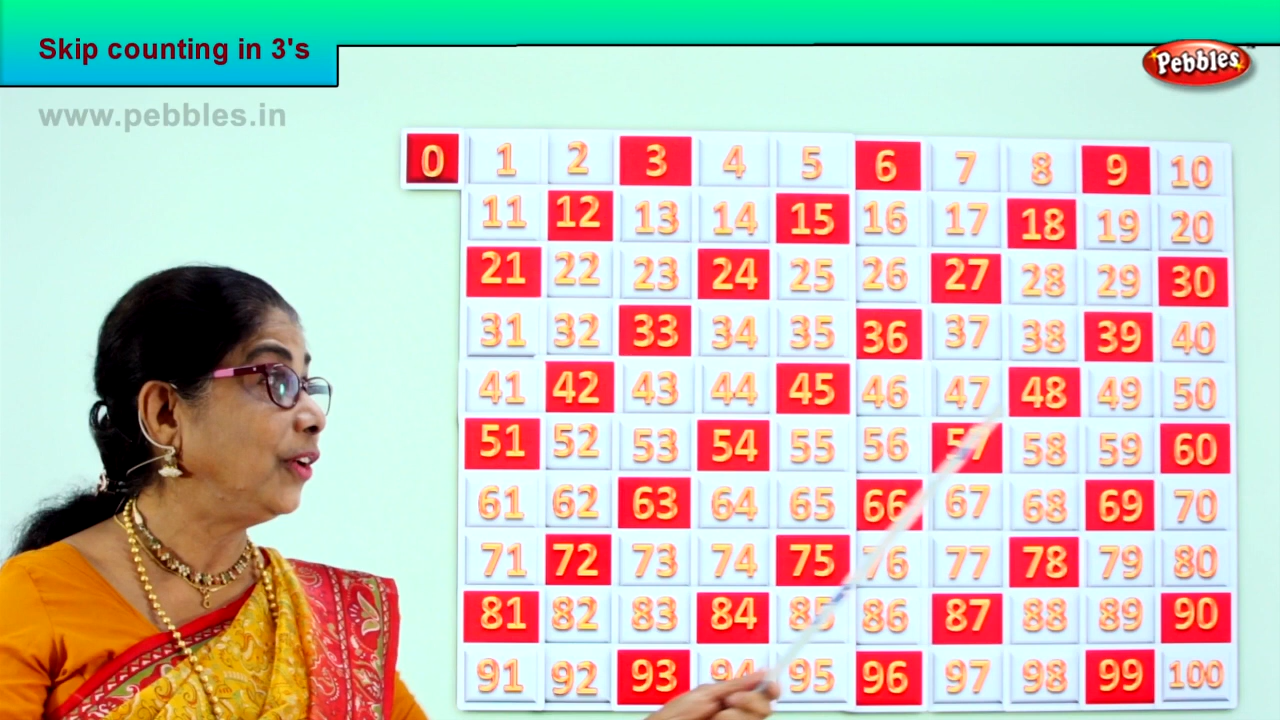 Skip counting in 3's
Pebbles
www.pebbles.in
0 1 2 3 4 5 6 7 8 9 10
11 12 13 14 15 16 17 18 19 20
21 22 23 24 25 26 27 28 29 30
31 32 33 34 35 36 37 38 39 40
41 42 43 44 45 46 47 48 49 50
51 52 53 54 55 56 57 58 59 60
61 62 63 64 65 66 67 68 69 70
71 72 73 74 75 76 77 78 79 80
81 82 83 84 85 86 87 88 89 90
91 92 93 94 95 96 97 98 99 100